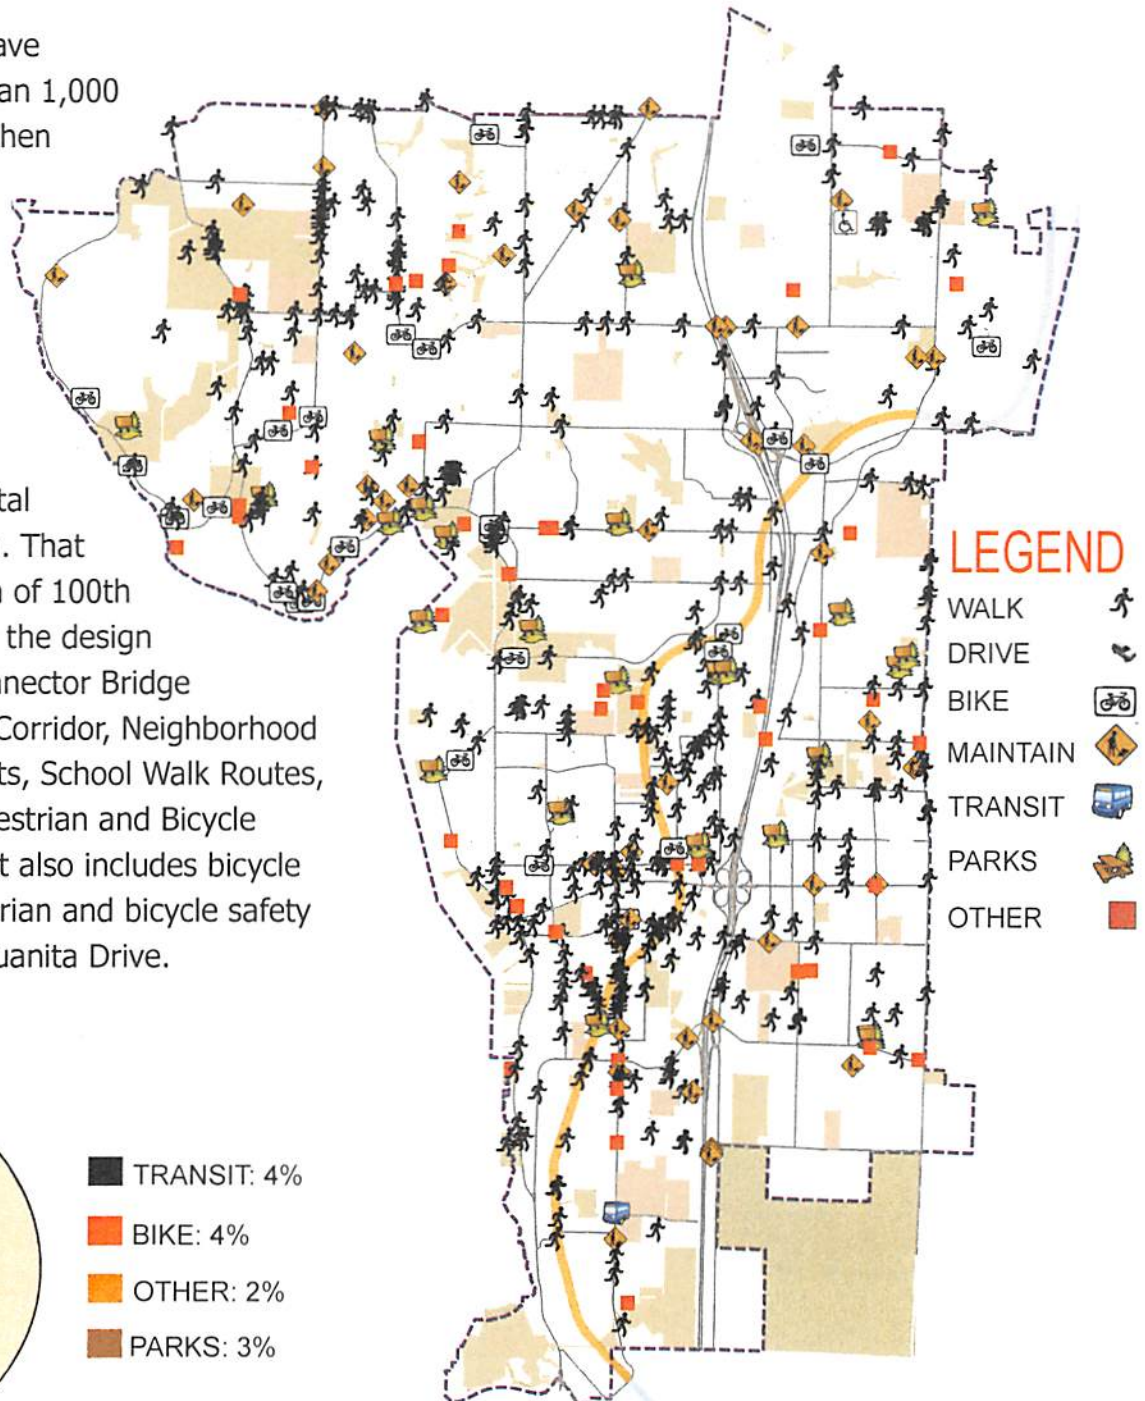 ave
an 1,000
hen
tal
. That
n of 100th
the design
nnector Bridge
Corridor, Neighborhood
ts, School Walk Routes,
estrian and Bicycle
t also includes bicycle
rian and bicycle safety
uanita Drive.
LEGEND
WALK
DRIVE
BIKE
MAINTAIN
TRANSIT
PARKS
OTHER
TRANSIT: 4%
BIKE: 4%
OTHER: 2%
PARKS: 3%